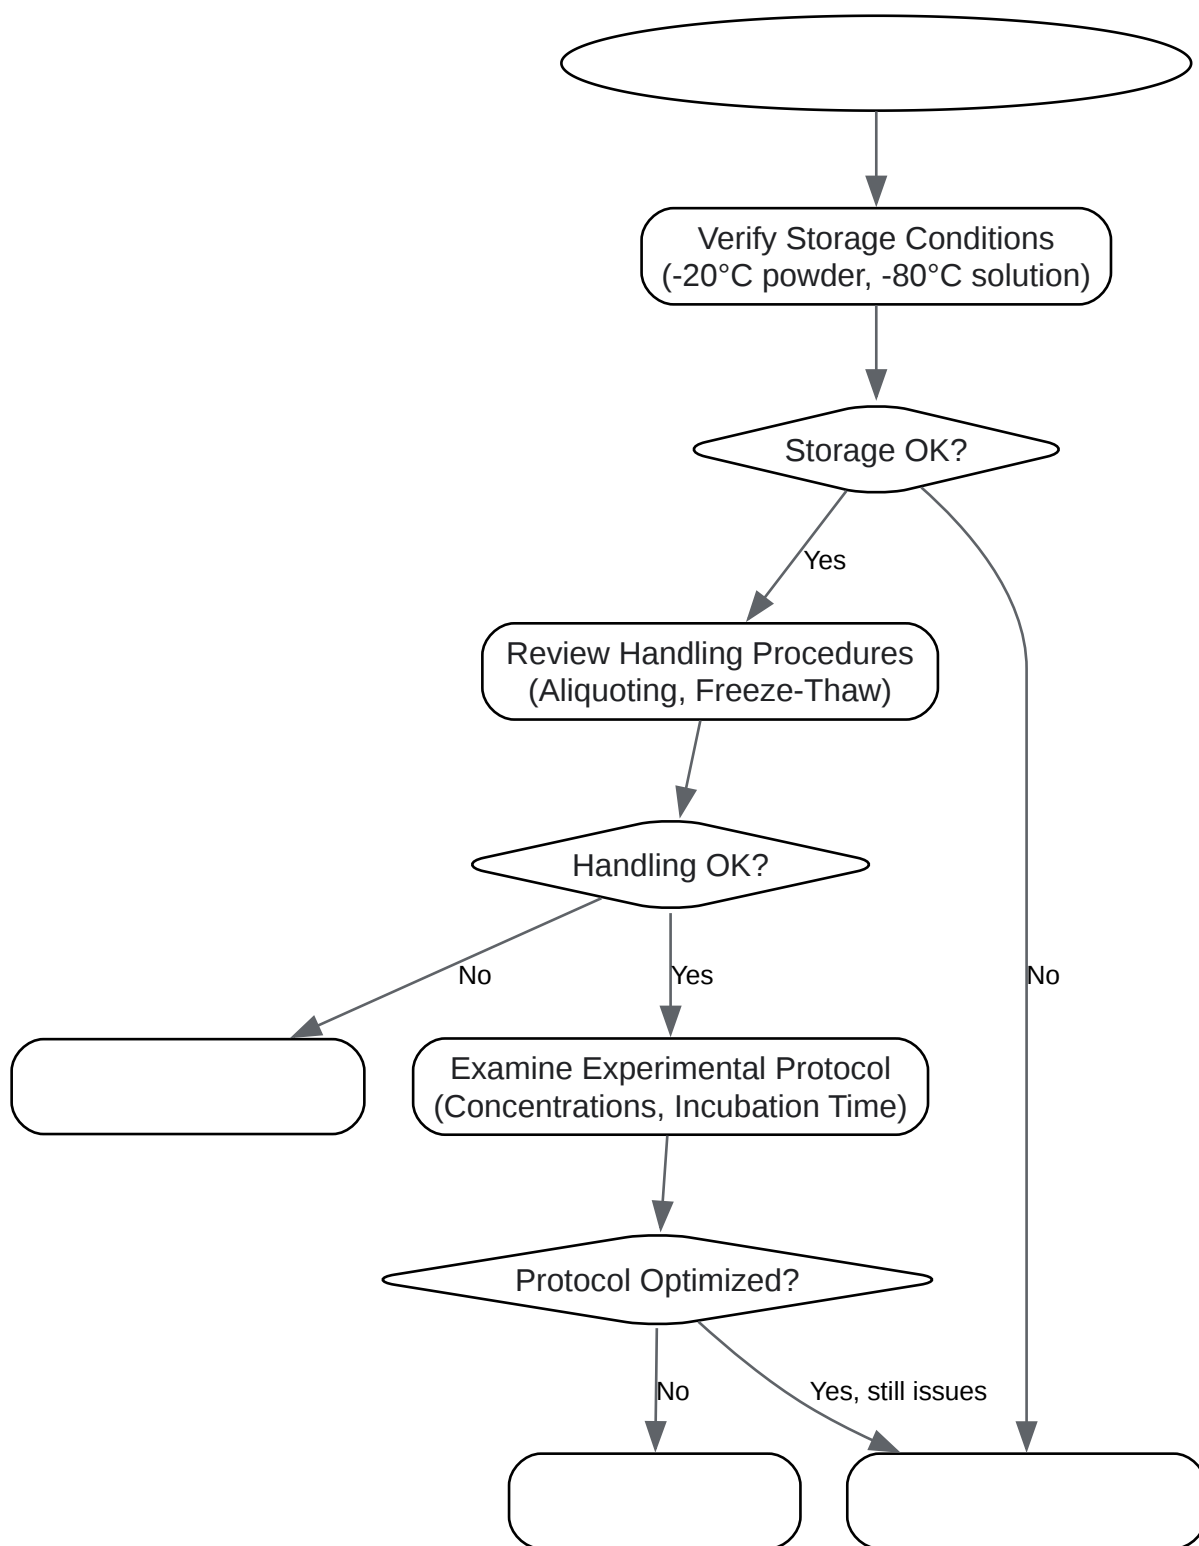 Verify Storage Conditions
(-20°C powder, -80°C solution)
Storage OK?
Yes
Review Handling Procedures
(Aliquoting, Freeze-Thaw)
Handling OK?
No
Yes
No
Examine Experimental Protocol
(Concentrations, Incubation Time)
Protocol Optimized?
No
Yes, still issues